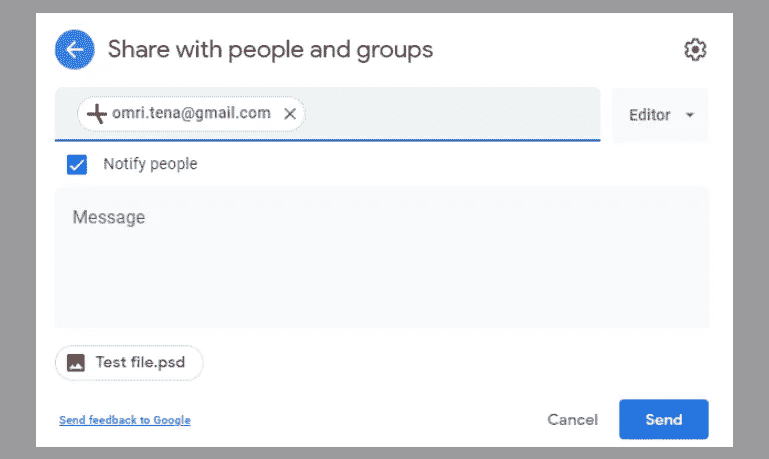 Share with people and groups
omri.tena@gmail.com
Editor
Notify people
Message
Test file.psd
Send feedback to Google
Cancel
Send